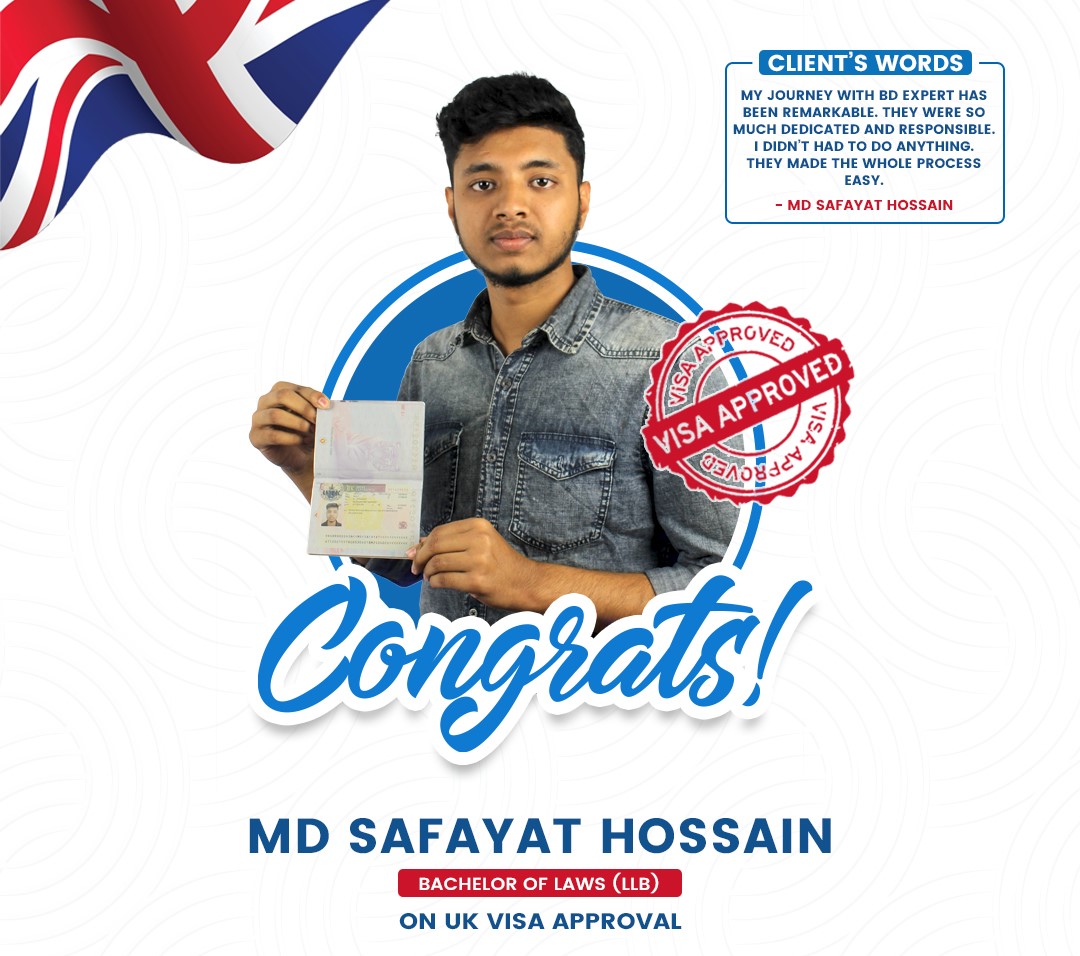 CLIENT'S WORDS
MY JOURNEY WITH BD EXPERT HAS
BEEN REMARKABLE. THEY WERE SO
MUCH DEDICATED AND RESPONSIBLE.
I DIDN'T HAD TO DO ANYTHING.
THEY MADE THE WHOLE PROCESS
EASY.
- MD SAFAYAT HOSSAIN
VISA APPROVED
VISA APPROVED
VISA APPROVED
VISA APPROVED
Congrats!
MD SAFAYAT HOSSAIN
BACHELOR OF LAWS (LLB)
ON UK VISA APPROVAL